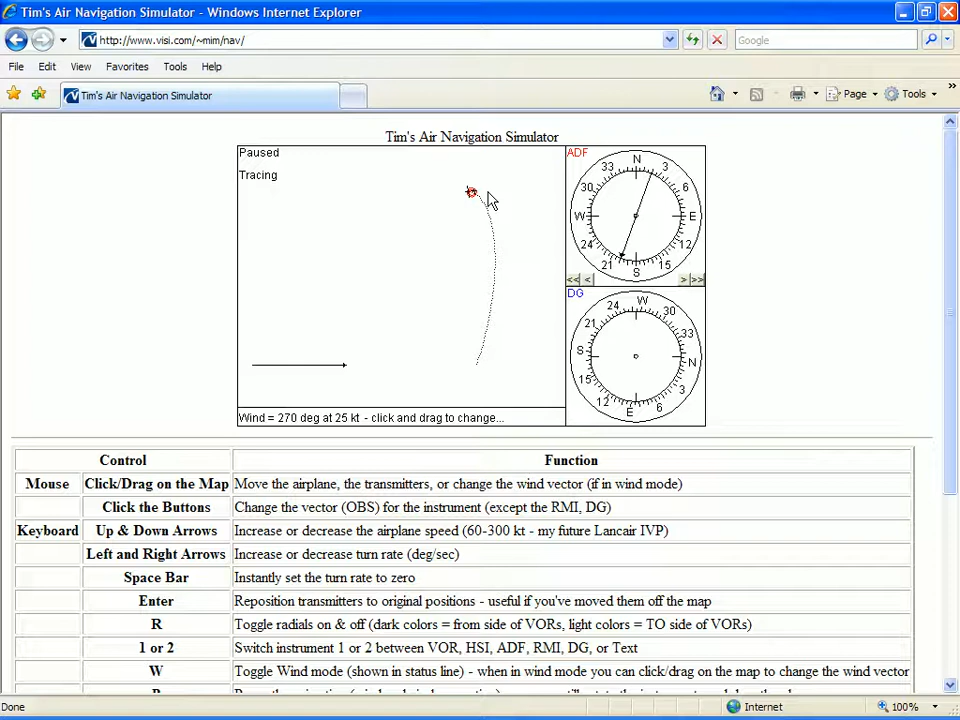 Tim's Air Navigation Simulator - Windows Internet Explorer
http://www.visi.com/~mim/nav/
Google
File Edit View Favorites Tools Help
Tim's Air Navigation Simulator
Page Tools
Tim's Air Navigation Simulator
Paused
Tracing
ADF
N 3 6 E 12 15 S 21 24 W 30 33
<< < > >>
DG
W 30 33 N 3 6 E 12 15 S 21 24
Wind = 270 deg at 25 kt - click and drag to change...
Control Function
Mouse Click/Drag on the Map Move the airplane, the transmitters, or change the wind vector (if in wind mode)
Click the Buttons Change the vector (OBS) for the instrument (except the RMI, DG)
Keyboard Up & Down Arrows Increase or decrease the airplane speed (60-300 kt - my future Lancair IVP)
Left and Right Arrows Increase or decrease turn rate (deg/sec)
Space Bar Instantly set the turn rate to zero
Enter Reposition transmitters to original positions - useful if you've moved them off the map
R Toggle radials on & off (dark colors = from side of VORs, light colors = TO side of VORs)
1 or 2 Switch instrument 1 or 2 between VOR, HSI, ADF, RMI, DG, or Text
W Toggle Wind mode (shown in status line) - when in wind mode you can click/drag on the map to change the wind vector
Done Internet 100%